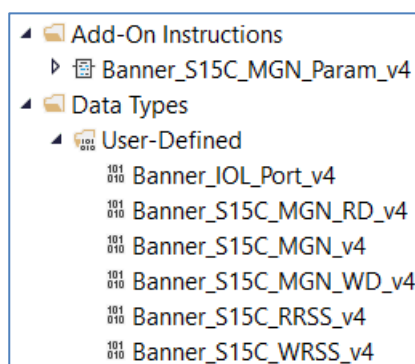 Add-On Instructions
Banner_S15C_MGN_Param_v4
Data Types
User-Defined
Banner_IOL_Port_v4
Banner_S15C_MGN_RD_v4
Banner_S15C_MGN_v4
Banner_S15C_MGN_WD_v4
Banner_S15C_RRSS_v4
Banner_S15C_WRSS_v4